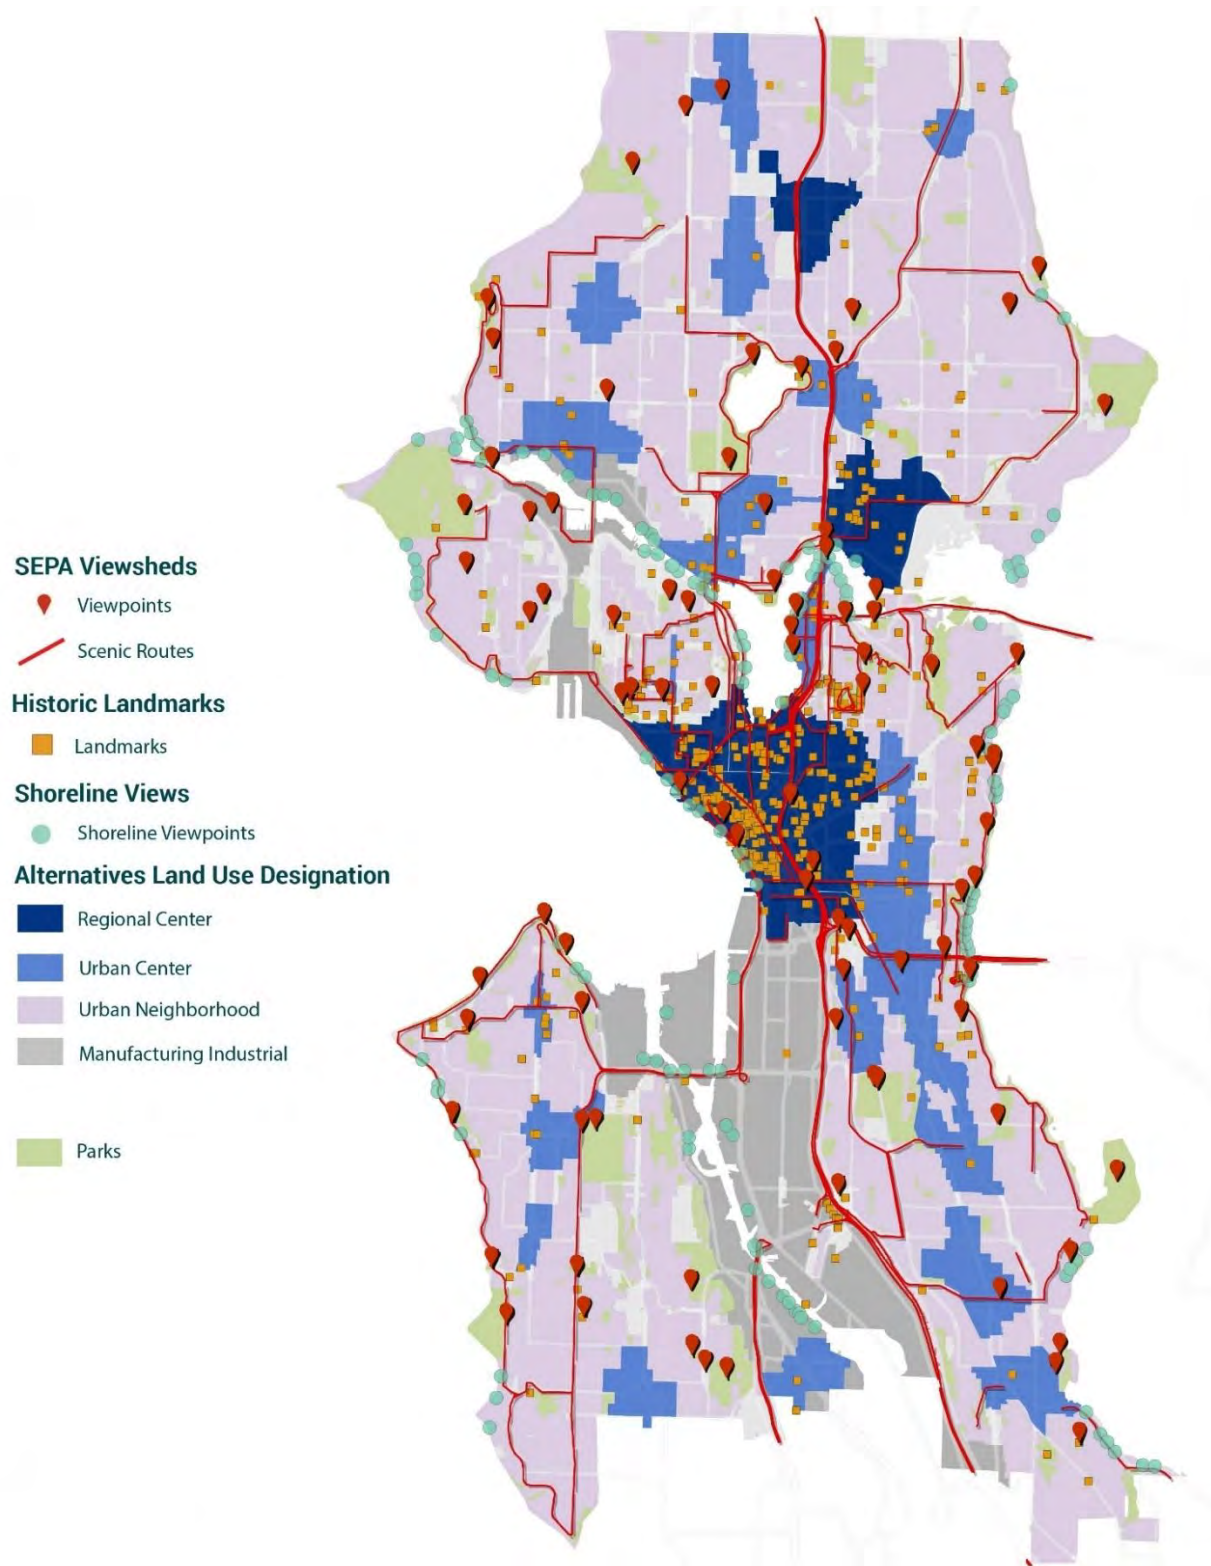 SEPA Viewsheds
Viewpoints
Scenic Routes
Historic Landmarks
Landmarks
Shoreline Views
Shoreline Viewpoints
Alternatives Land Use Designation
Regional Center
Urban Center
Urban Neighborhood
Manufacturing Industrial
Parks